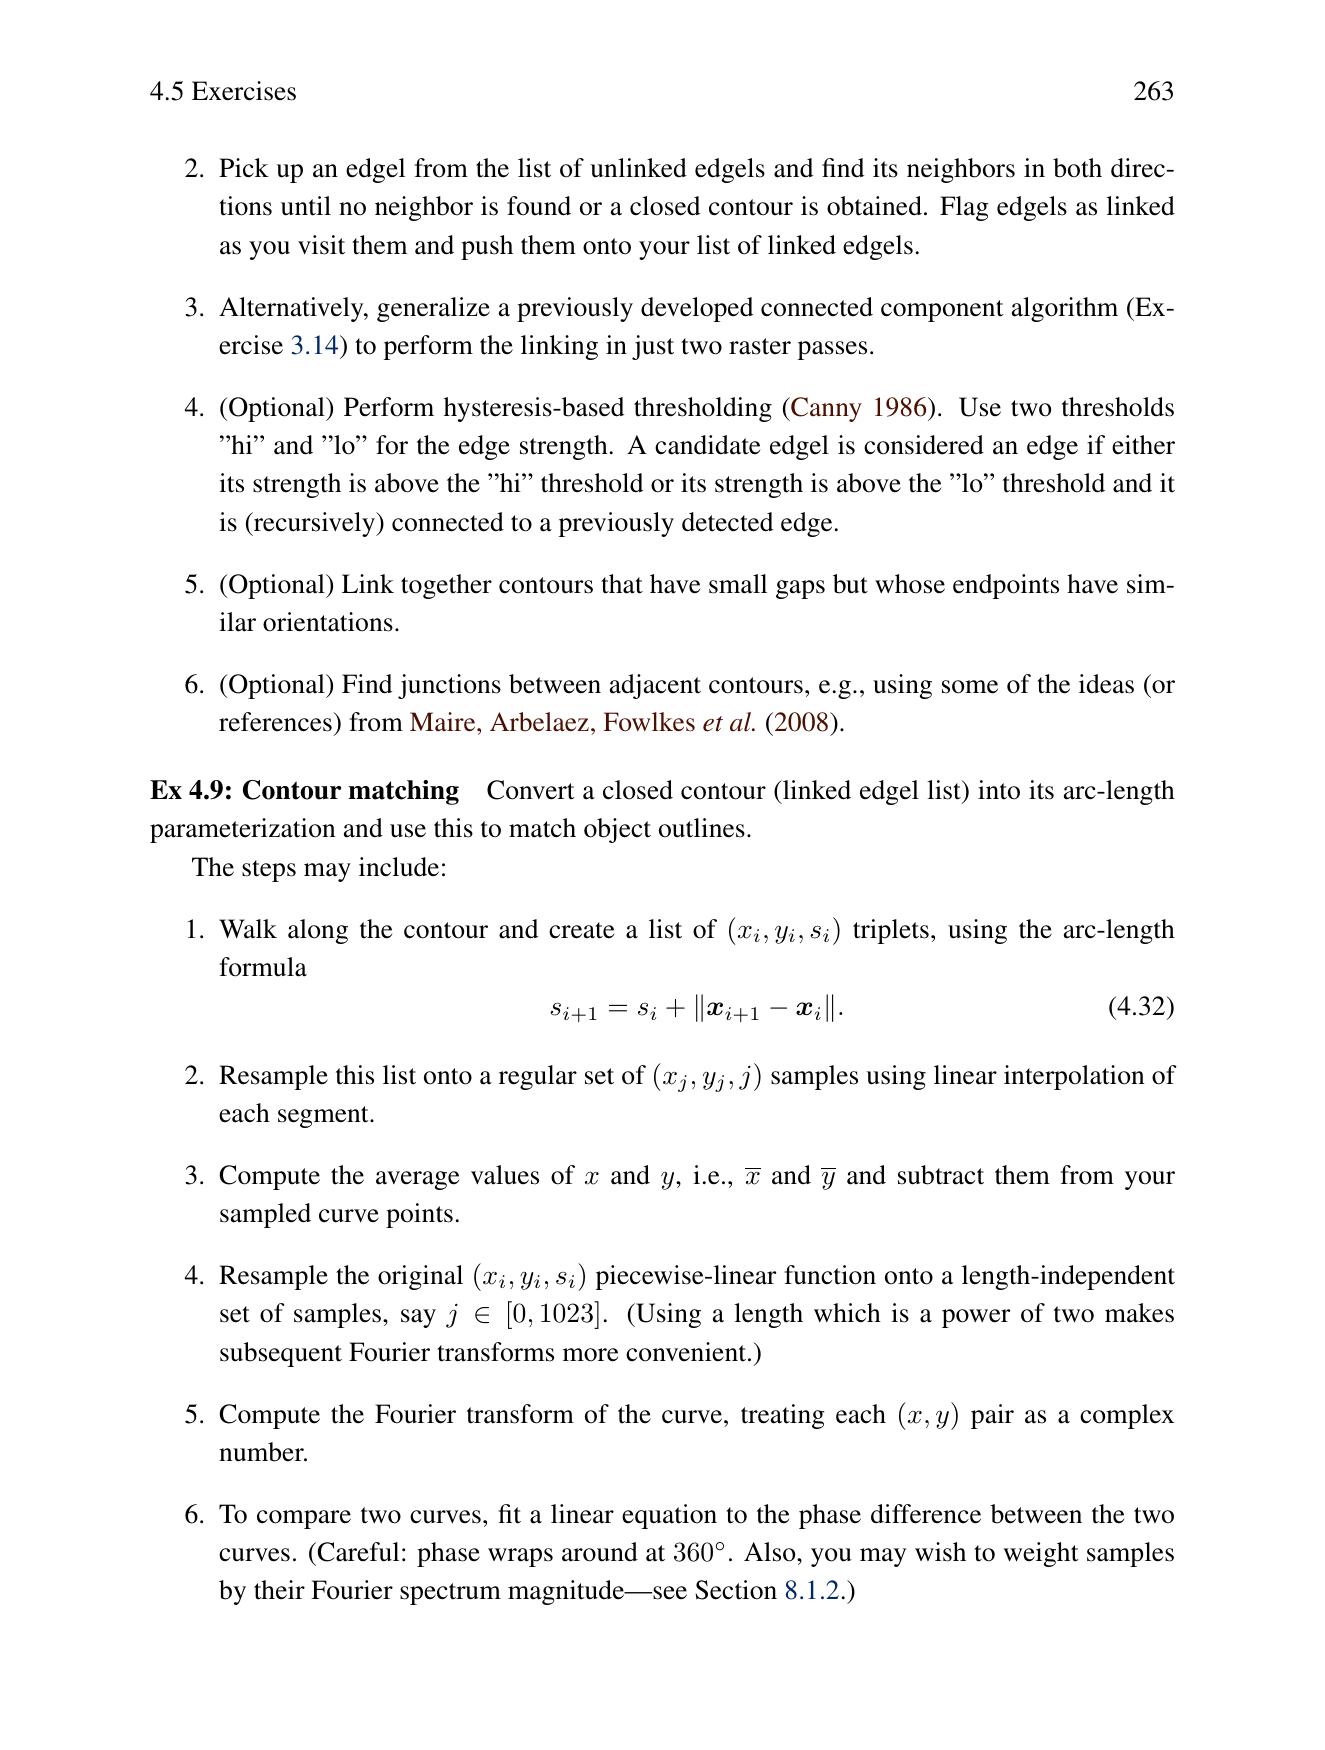 4.5 Exercises 263
2. Pick up an edgel from the list of unlinked edgels and find its neighbors in both direc-
tions until no neighbor is found or a closed contour is obtained. Flag edgels as linked
as you visit them and push them onto your list of linked edgels.
3. Alternatively, generalize a previously developed connected component algorithm (Ex-
ercise 3.14) to perform the linking in just two raster passes.
4. (Optional) Perform hysteresis-based thresholding (Canny 1986). Use two thresholds
”hi” and ”lo” for the edge strength. A candidate edgel is considered an edge if either
its strength is above the ”hi” threshold or its strength is above the ”lo” threshold and it
is (recursively) connected to a previously detected edge.
5. (Optional) Link together contours that have small gaps but whose endpoints have sim-
ilar orientations.
6. (Optional) Find junctions between adjacent contours, e.g., using some of the ideas (or
references) from Maire, Arbelaez, Fowlkes et al. (2008).
Ex 4.9: Contour matching Convert a closed contour (linked edgel list) into its arc-length
parameterization and use this to match object outlines.
The steps may include:
1. Walk along the contour and create a list of (x_i, y_i, s_i) triplets, using the arc-length
formula
s_{i+1} = s_i + ‖x_{i+1} − x_i‖. (4.32)
2. Resample this list onto a regular set of (x_j, y_j, j) samples using linear interpolation of
each segment.
3. Compute the average values of x and y, i.e., x̅ and y̅ and subtract them from your
sampled curve points.
4. Resample the original (x_i, y_i, s_i) piecewise-linear function onto a length-independent
set of samples, say j ∈ [0, 1023]. (Using a length which is a power of two makes
subsequent Fourier transforms more convenient.)
5. Compute the Fourier transform of the curve, treating each (x, y) pair as a complex
number.
6. To compare two curves, fit a linear equation to the phase difference between the two
curves. (Careful: phase wraps around at 360°. Also, you may wish to weight samples
by their Fourier spectrum magnitude—see Section 8.1.2.)